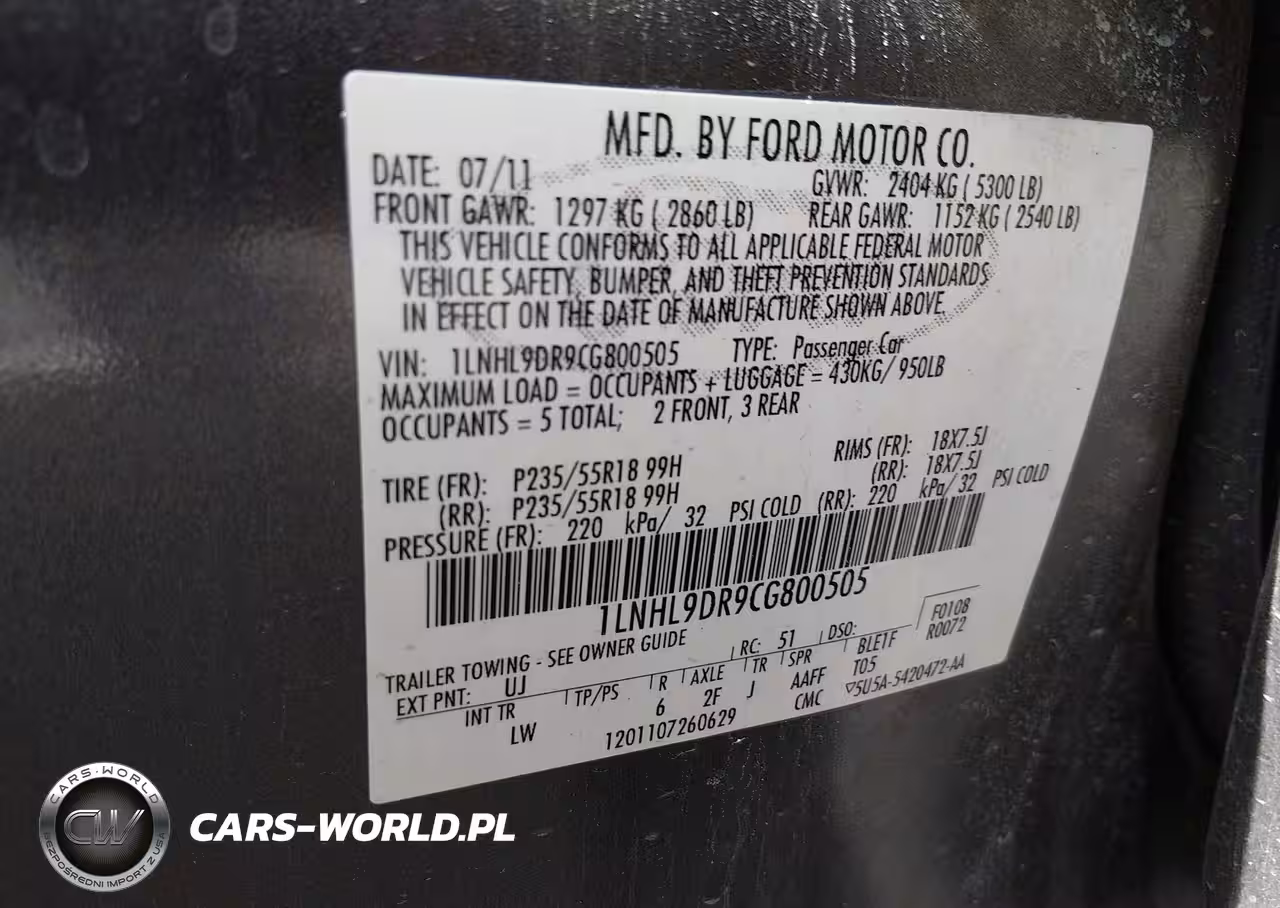 MFD. BY FORD MOTOR CO.
DATE: 07/11 GVWR: 2404 KG ( 5300 LB)
FRONT GAWR: 1297 KG ( 2860 LB) REAR GAWR: 1152 KG ( 2540 LB)
THIS VEHICLE CONFORMS TO ALL APPLICABLE FEDERAL MOTOR
VEHICLE SAFETY, BUMPER, AND THEFT PREVENTION STANDARDS
IN EFFECT ON THE DATE OF MANUFACTURE SHOWN ABOVE.
VIN: 1LNHL9DR9CG800505 TYPE: Passenger Car
MAXIMUM LOAD = OCCUPANTS + LUGGAGE = 430KG/ 950LB
OCCUPANTS = 5 TOTAL; 2 FRONT, 3 REAR
TIRE (FR): P235/55R18 99H RIMS (FR): 18X7.5J
(RR): P235/55R18 99H (RR): 18X7.5J
PRESSURE (FR): 220 kPa/ 32 PSI COLD (RR): 220 kPa/ 32 PSI COLD
1LNHL9DR9CG800505
F0108
R0072
TRAILER TOWING - SEE OWNER GUIDE RC: 51 DSO:
EXT PNT: UJ BLE1F
INT TR TP/PS R AXLE TR SPR T05
LW 6 2F J AAFF
1201107260629 CMC ▽5U5A-5420472-AA
CARS-WORLD
CW
BEZPOŚREDNI IMPORT Z USA
CARS-WORLD.PL